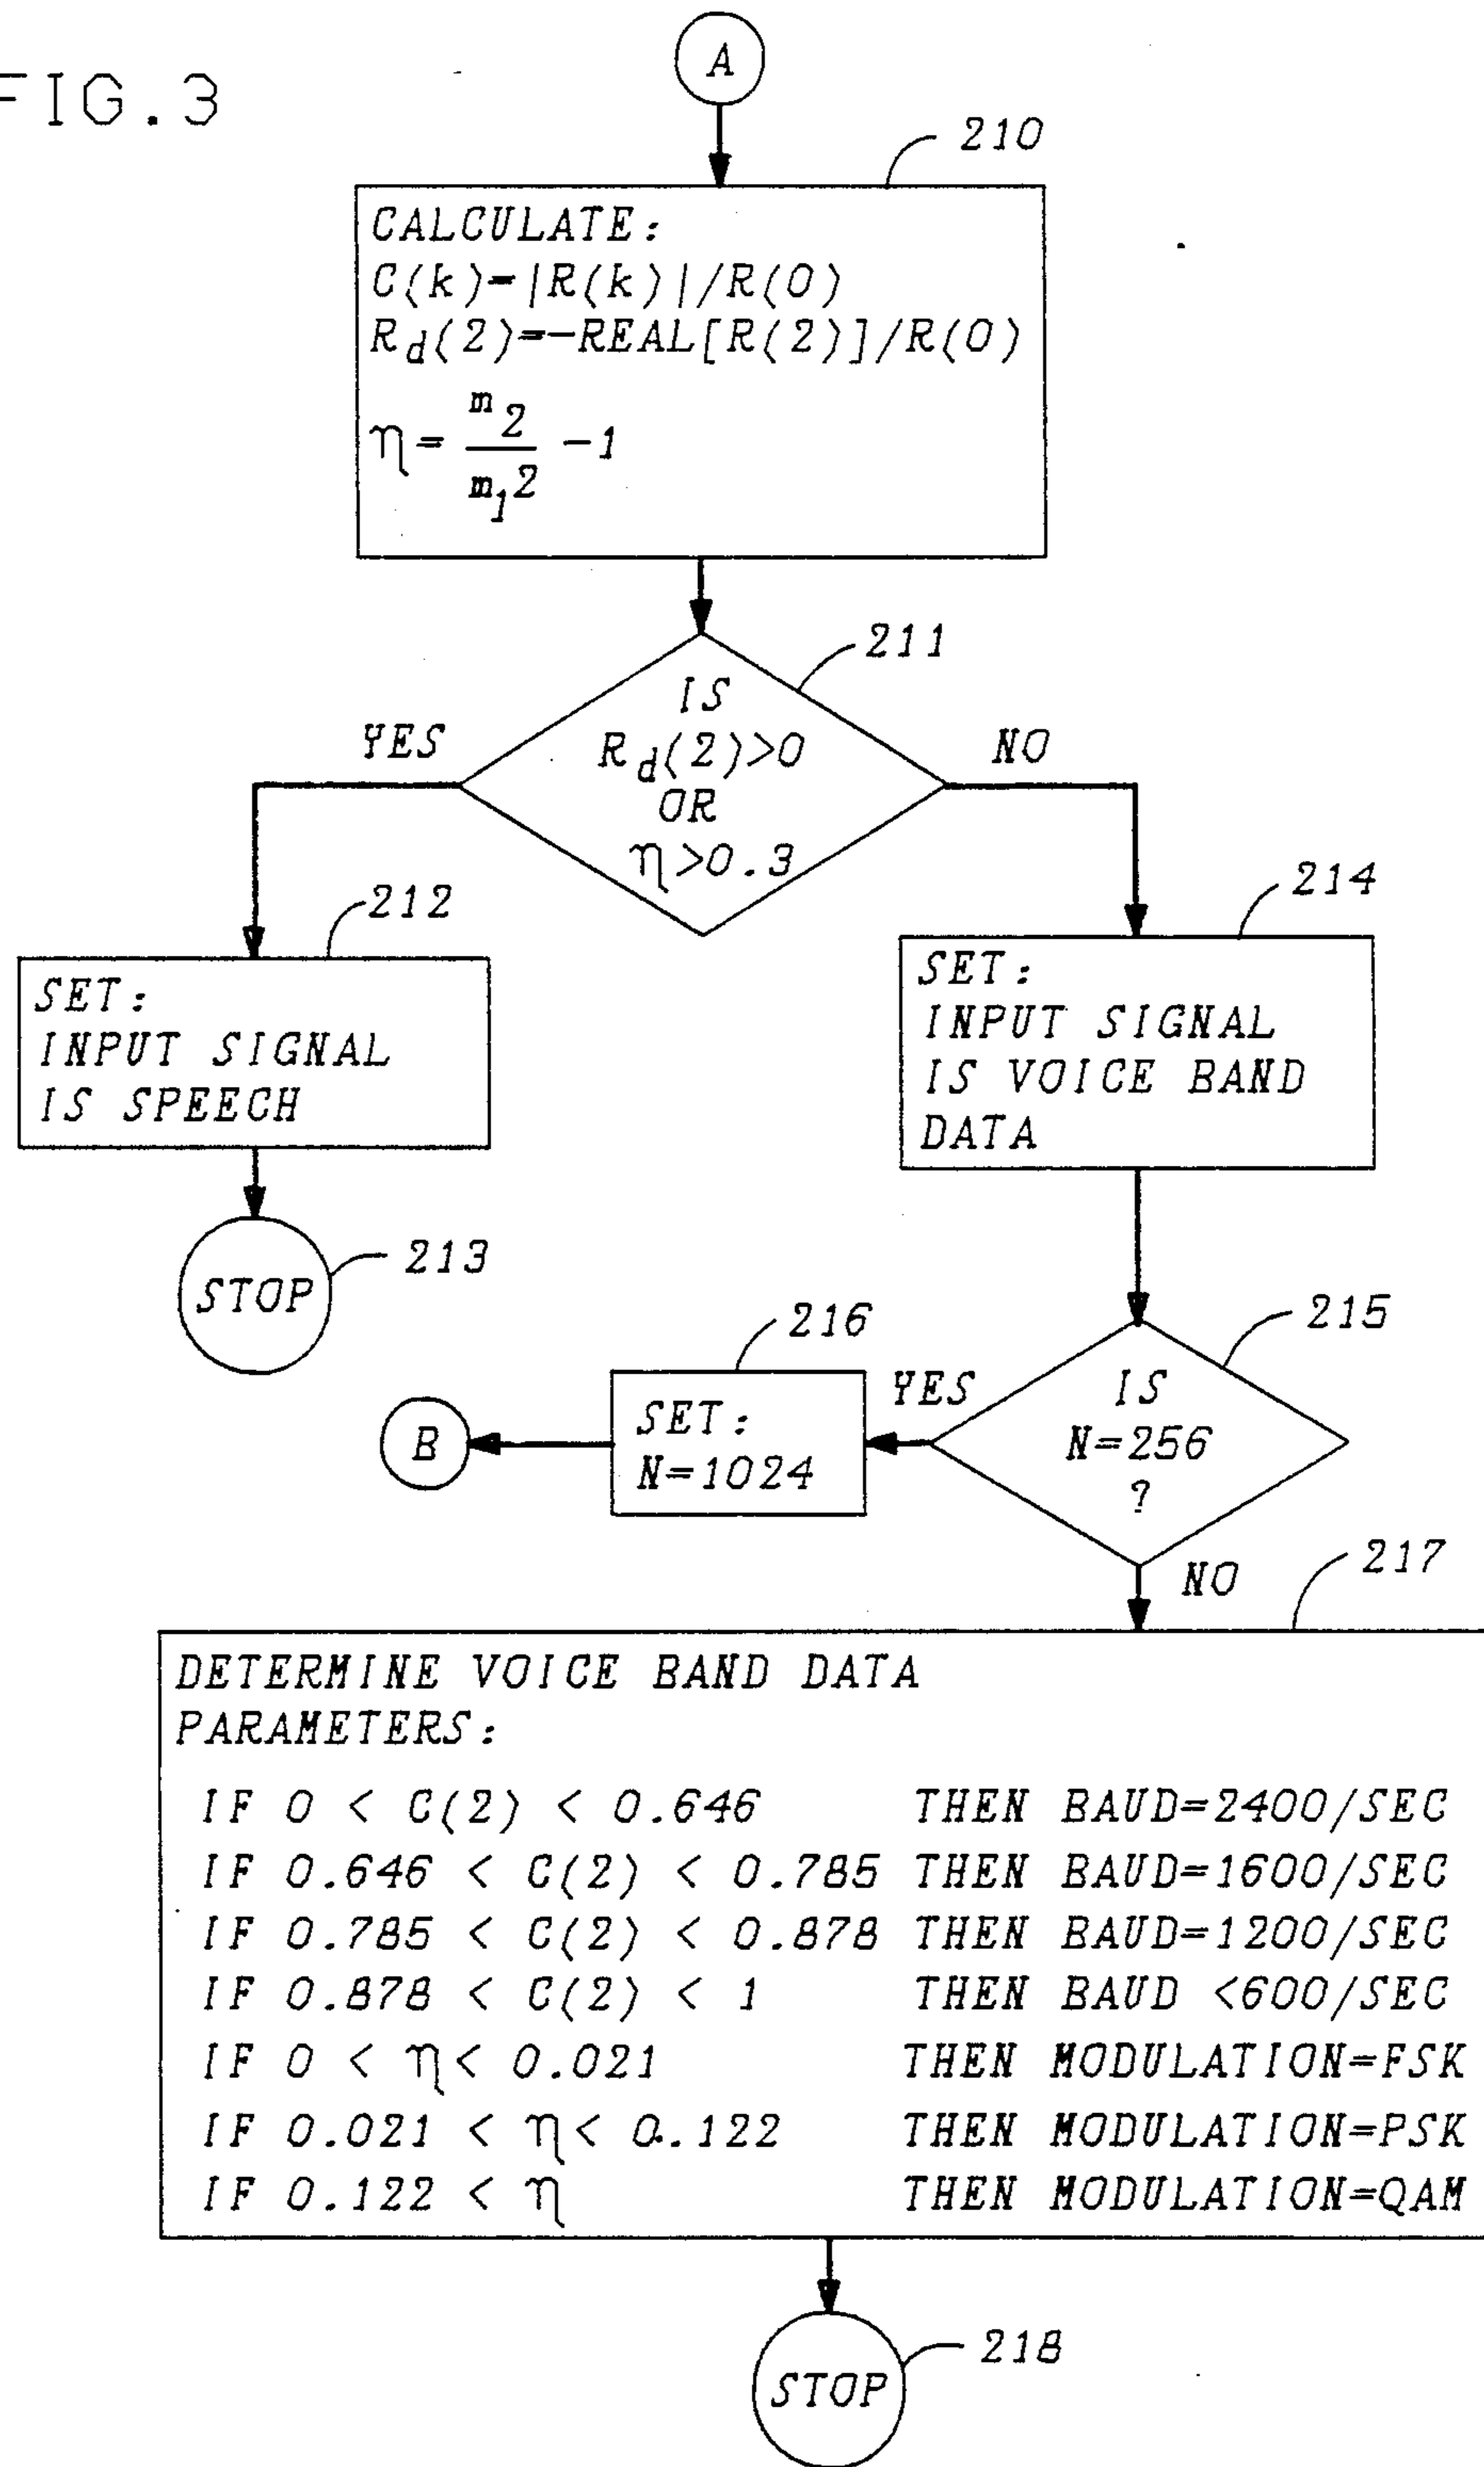 FIG.3
A
210
CALCULATE:
C(k)=|R(k)|/R(0)
Rd(2)=-REAL[R(2)]/R(0)
η= m2/m12 -1
211
IS
Rd(2)>0
OR
η>0.3
YES
NO
212
SET:
INPUT SIGNAL
IS SPEECH
214
SET:
INPUT SIGNAL
IS VOICE BAND
DATA
213
STOP
215
IS
N=256
?
YES
216
SET:
N=1024
B
NO
217
DETERMINE VOICE BAND DATA
PARAMETERS:
IF 0 < C(2) < 0.646 THEN BAUD=2400/SEC
IF 0.646 < C(2) < 0.785 THEN BAUD=1600/SEC
IF 0.785 < C(2) < 0.878 THEN BAUD=1200/SEC
IF 0.878 < C(2) < 1 THEN BAUD <600/SEC
IF 0 < η< 0.021 THEN MODULATION=FSK
IF 0.021 < η< 0.122 THEN MODULATION=PSK
IF 0.122 < η THEN MODULATION=QAM
218
STOP